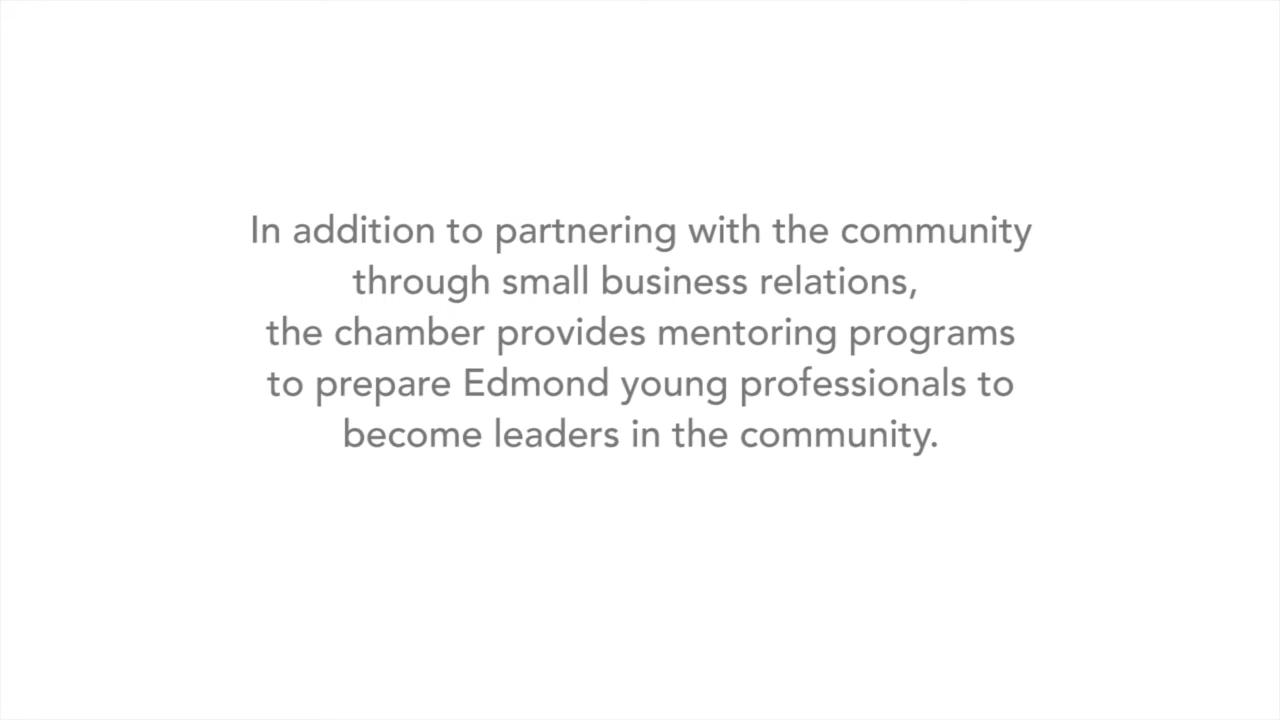 In addition to partnering with the community
through small business relations,
the chamber provides mentoring programs
to prepare Edmond young professionals to
become leaders in the community.